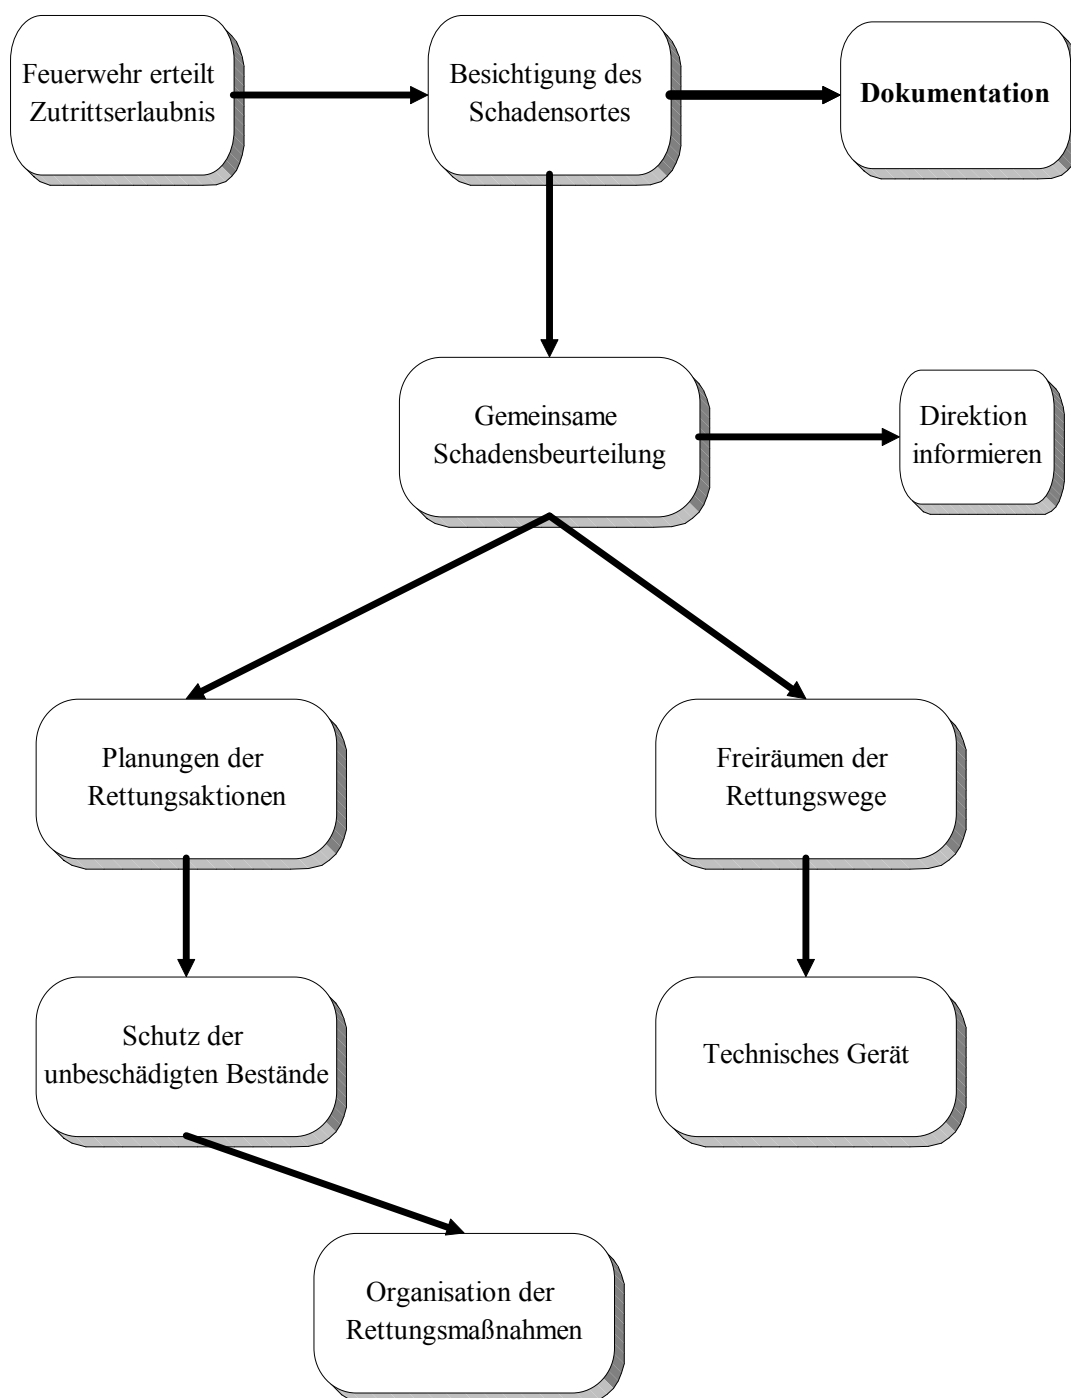 Feuerwehr erteilt
Zutrittserlaubnis
Besichtigung des
Schadensortes
Dokumentation
Gemeinsame
Schadensbeurteilung
Direktion
informieren
Planungen der
Rettungsaktionen
Freiräumen der
Rettungswege
Schutz der
unbeschädigten Bestände
Technisches Gerät
Organisation der
Rettungsmaßnahmen